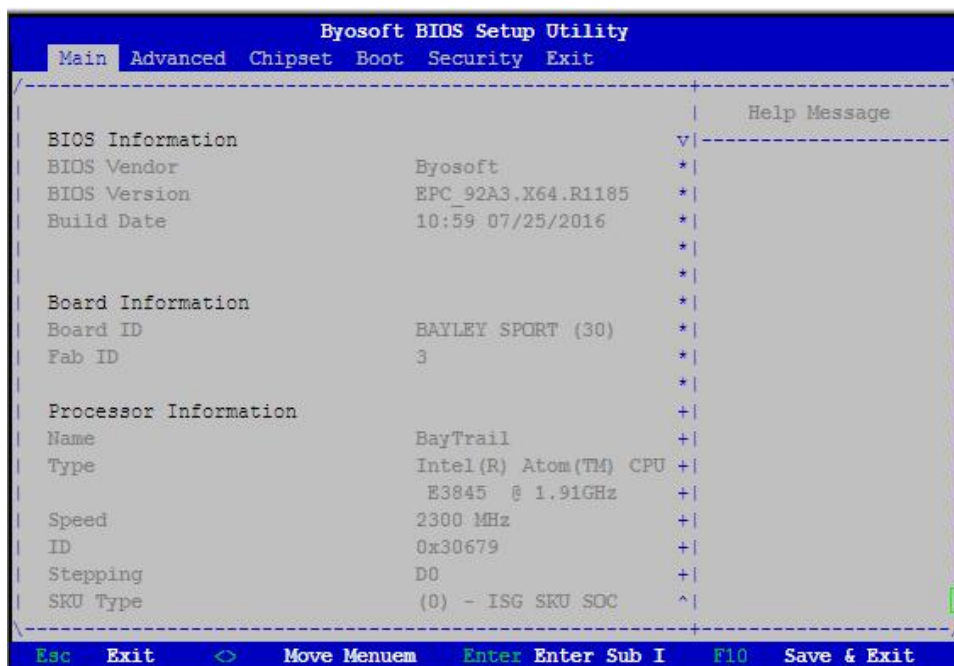 Byosoft BIOS Setup Utility
Main Advanced Chipset Boot Security Exit
Help Message
BIOS Information
BIOS Vendor Byosoft
BIOS Version EPC_92A3.X64.R1185
Build Date 10:59 07/25/2016
Board Information
Board ID BAYLEY SPORT (30)
Fab ID 3
Processor Information
Name BayTrail
Type Intel(R) Atom(TM) CPU
E3845 @ 1.91GHz
Speed 2300 MHz
ID 0x30679
Stepping D0
SKU Type (0) - ISG SKU SOC
Esc Exit <> Move Menuem Enter Enter Sub I F10 Save & Exit